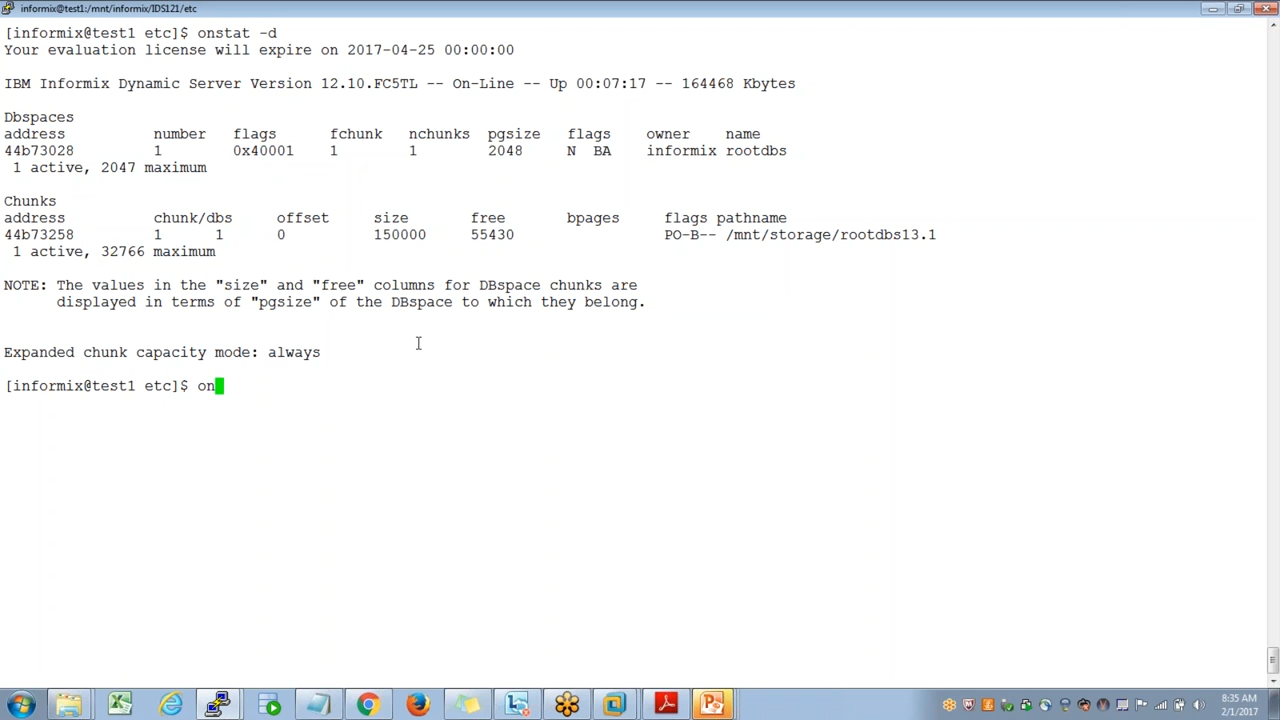 informix@test1:/mnt/informix/IDS121/etc
[informix@test1 etc]$ onstat -d
Your evaluation license will expire on 2017-04-25 00:00:00
IBM Informix Dynamic Server Version 12.10.FC5TL -- On-Line -- Up 00:07:17 -- 164468 Kbytes
Dbspaces
address number flags fchunk nchunks pgsize flags owner name
44b73028 1 0x40001 1 1 2048 N BA informix rootdbs
1 active, 2047 maximum
Chunks
address chunk/dbs offset size free bpages flags pathname
44b73258 1 1 0 150000 55430 PO-B-- /mnt/storage/rootdbs13.1
1 active, 32766 maximum
NOTE: The values in the "size" and "free" columns for DBspace chunks are
displayed in terms of "pgsize" of the DBspace to which they belong.
Expanded chunk capacity mode: always
[informix@test1 etc]$ on
8:35 AM
2/1/2017